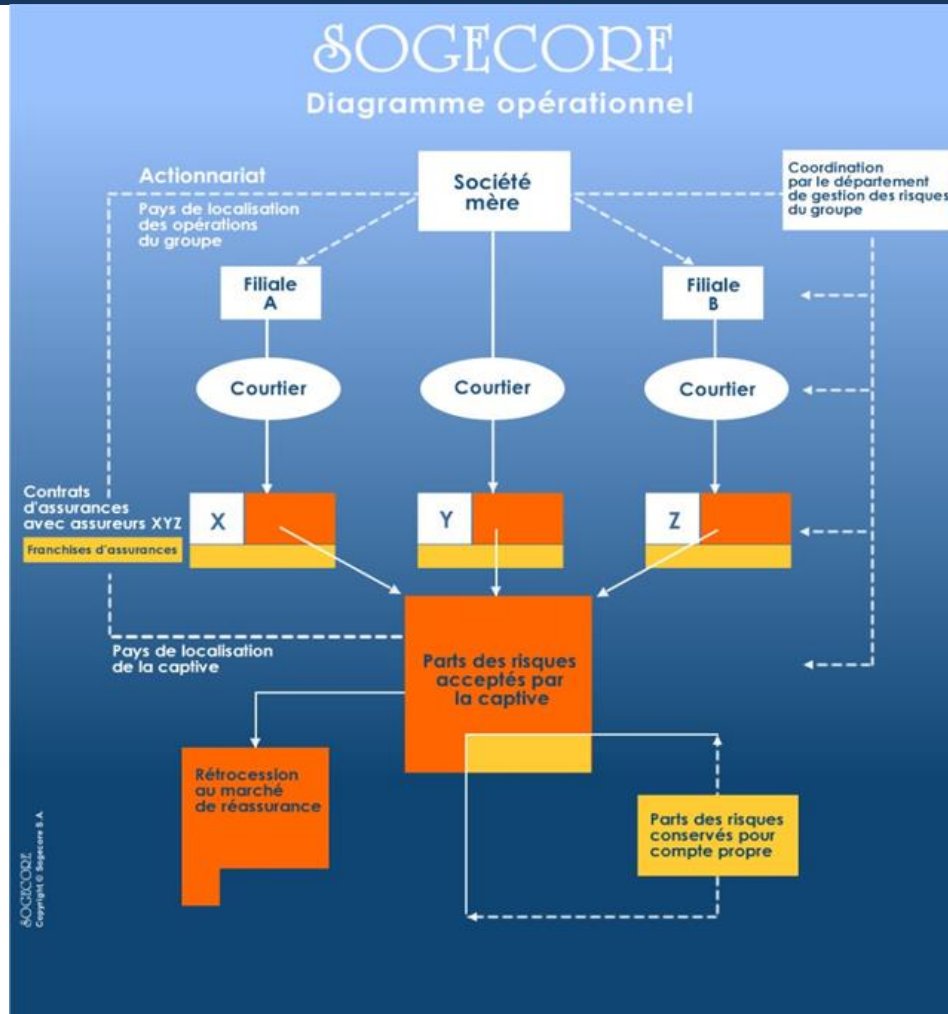 SOGECORE
Diagramme opérationnel
Actionnariat
Pays de localisation
des opérations
du groupe
Société
mère
Coordination
par le département
de gestion des risques
du groupe
Filiale
A
Filiale
B
Courtier
Courtier
Courtier
Contrats
d'assurances
avec assureurs XYZ
Franchises d'assurances
X
Y
Z
Pays de localisation
de la captive
Parts des risques
acceptés par
la captive
Rétrocession
au marché
de réassurance
Parts des risques
conservés pour
compte propre
SOGECORE
Copyright © Sogecore S.A.